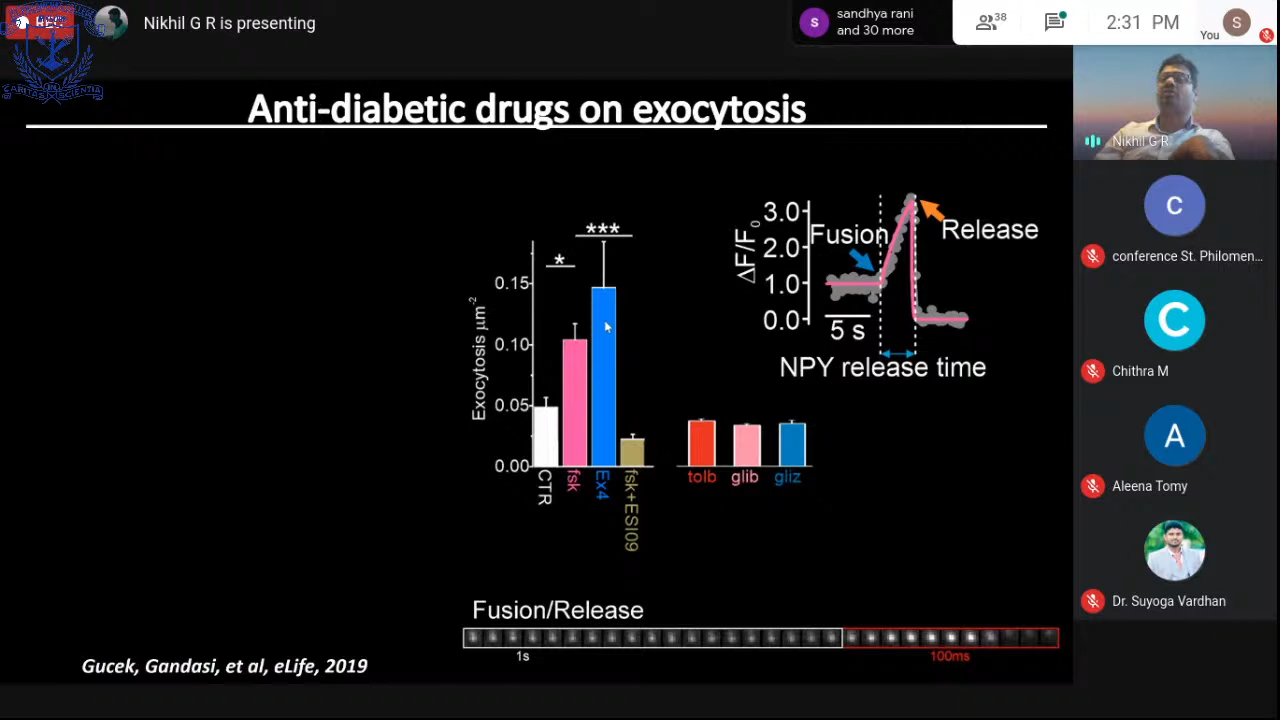 Nikhil G R is presenting
S
sandhya rani
and 30 more
38
2:31 PM
You
S
CARITAS SCIENTIA
Anti-diabetic drugs on exocytosis
Nikhil G R
Exocytosis μm⁻²
0.15
0.10
0.05
0.00
*
***
CTR
fsk
Ex4
fsk+ESI09
tolb
glib
gliz
ΔF/F₀
3.0
2.0
1.0
0.0
Fusion
Release
5 s
NPY release time
C
conference St. Philomen...
C
Chithra M
A
Aleena Tomy
Dr. Suyoga Vardhan
Fusion/Release
1s
100ms
Gucek, Gandasi, et al, eLife, 2019